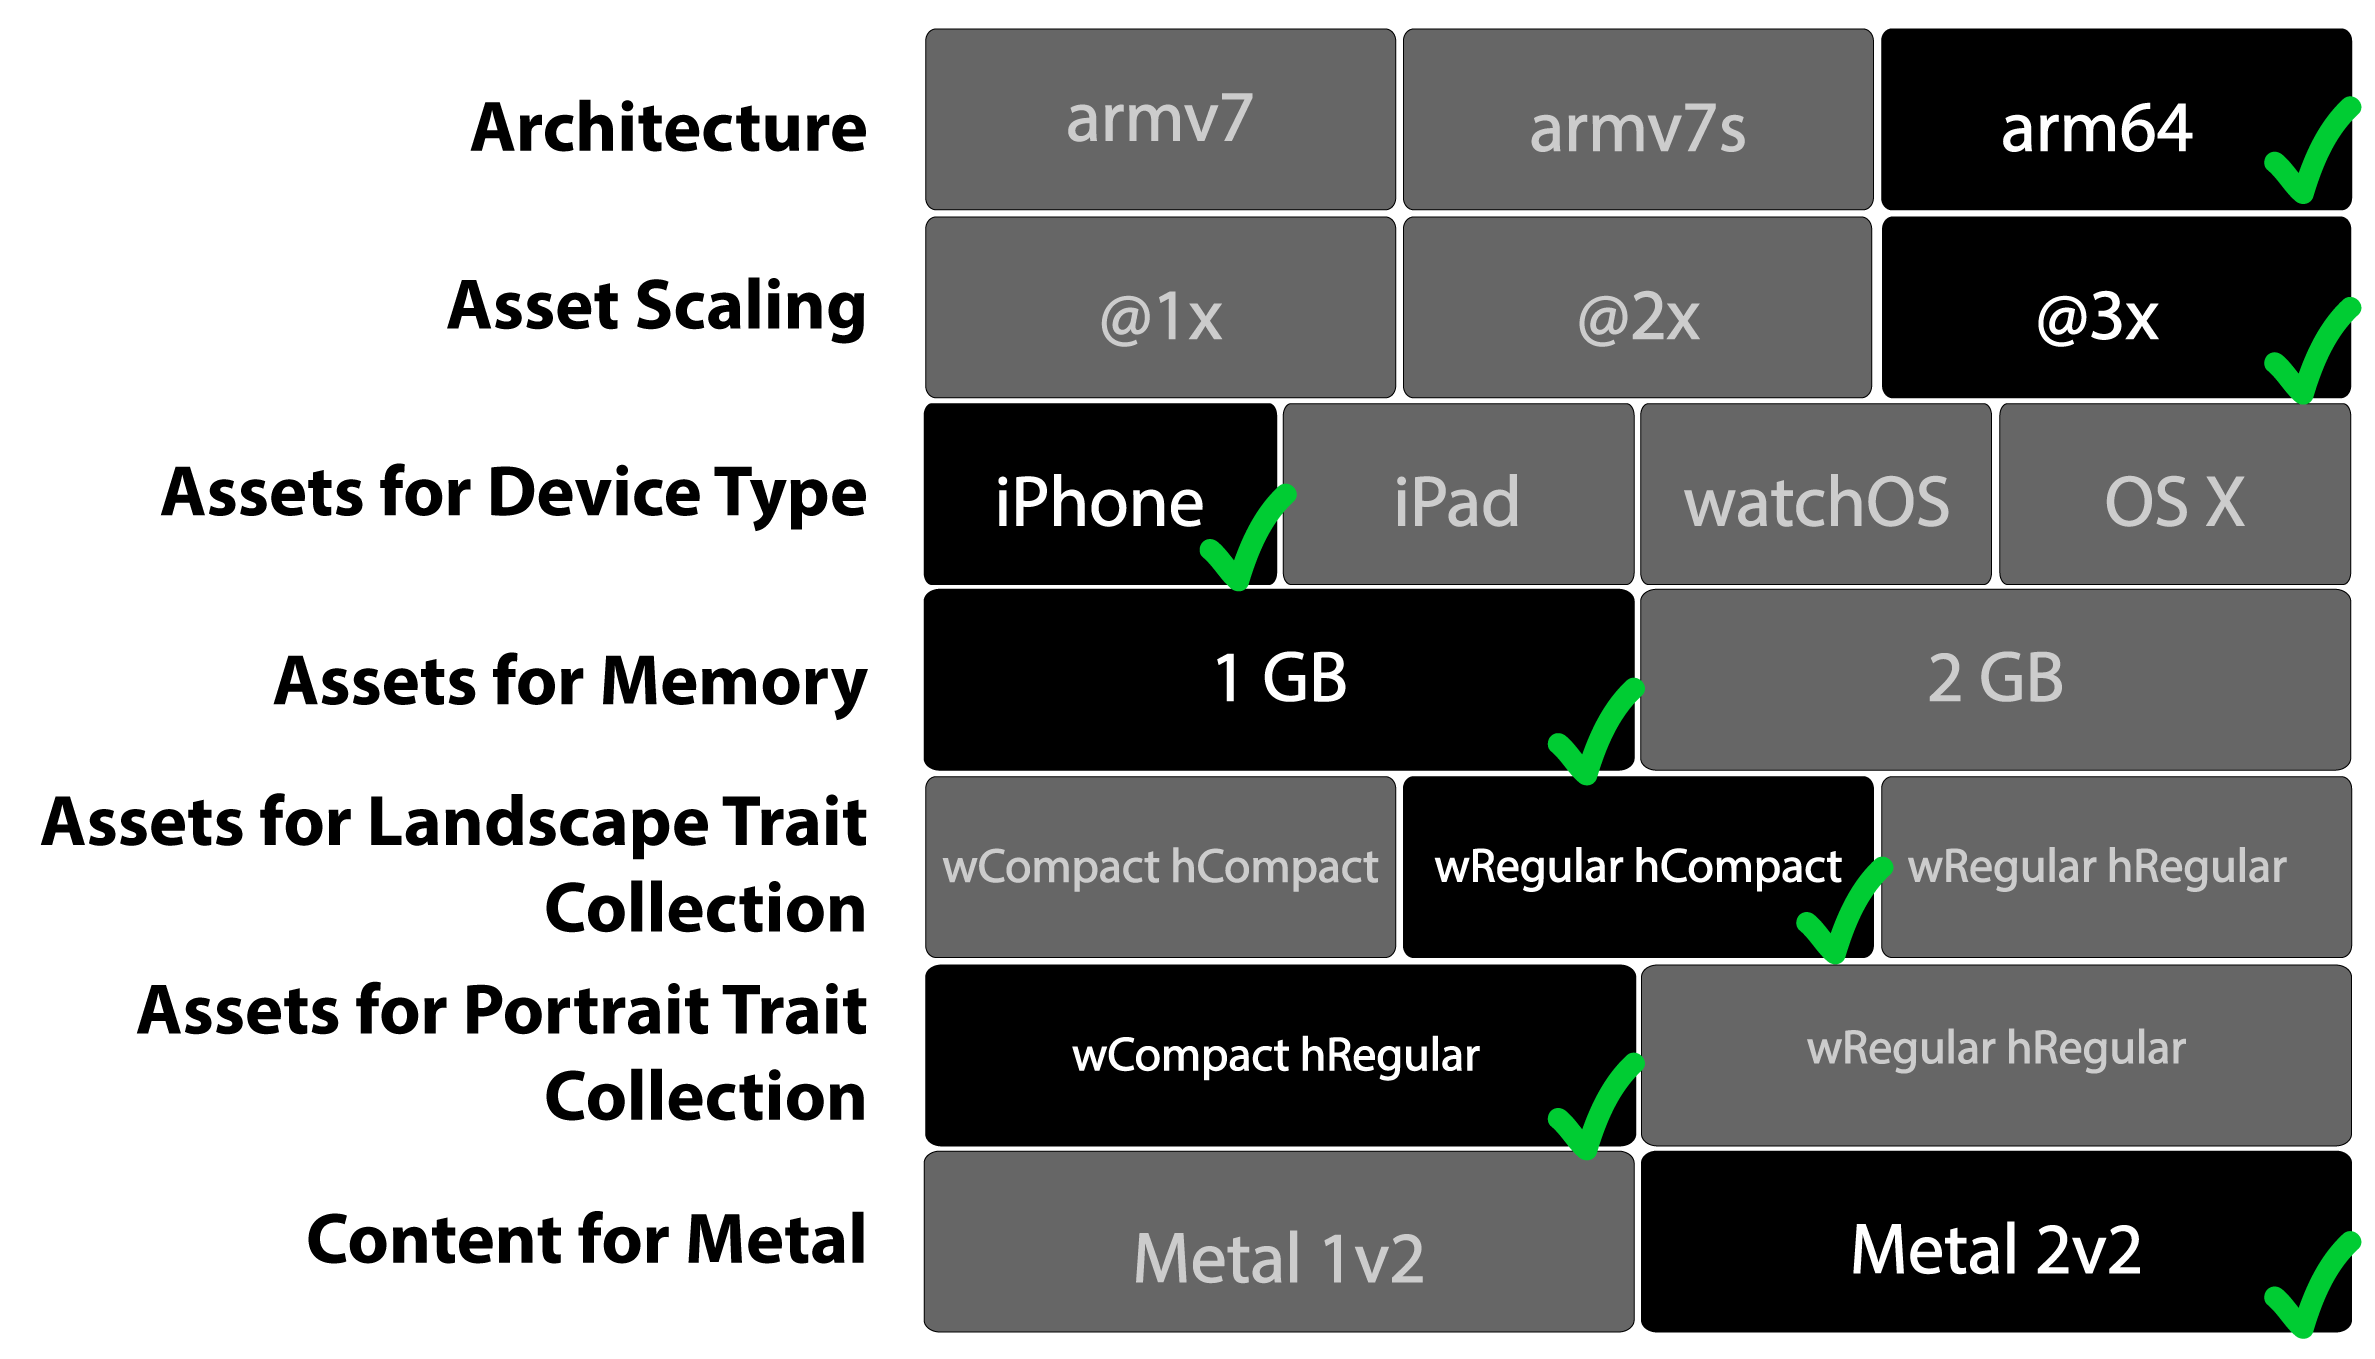 Architecture
armv7
armv7s
arm64
Asset Scaling
@1x
@2x
@3x
Assets for Device Type
iPhone
iPad
watchOS
OS X
Assets for Memory
1 GB
2 GB
Assets for Landscape Trait
Collection
wCompact hCompact
wRegular hCompact
wRegular hRegular
Assets for Portrait Trait
Collection
wCompact hRegular
wRegular hRegular
Content for Metal
Metal 1v2
Metal 2v2